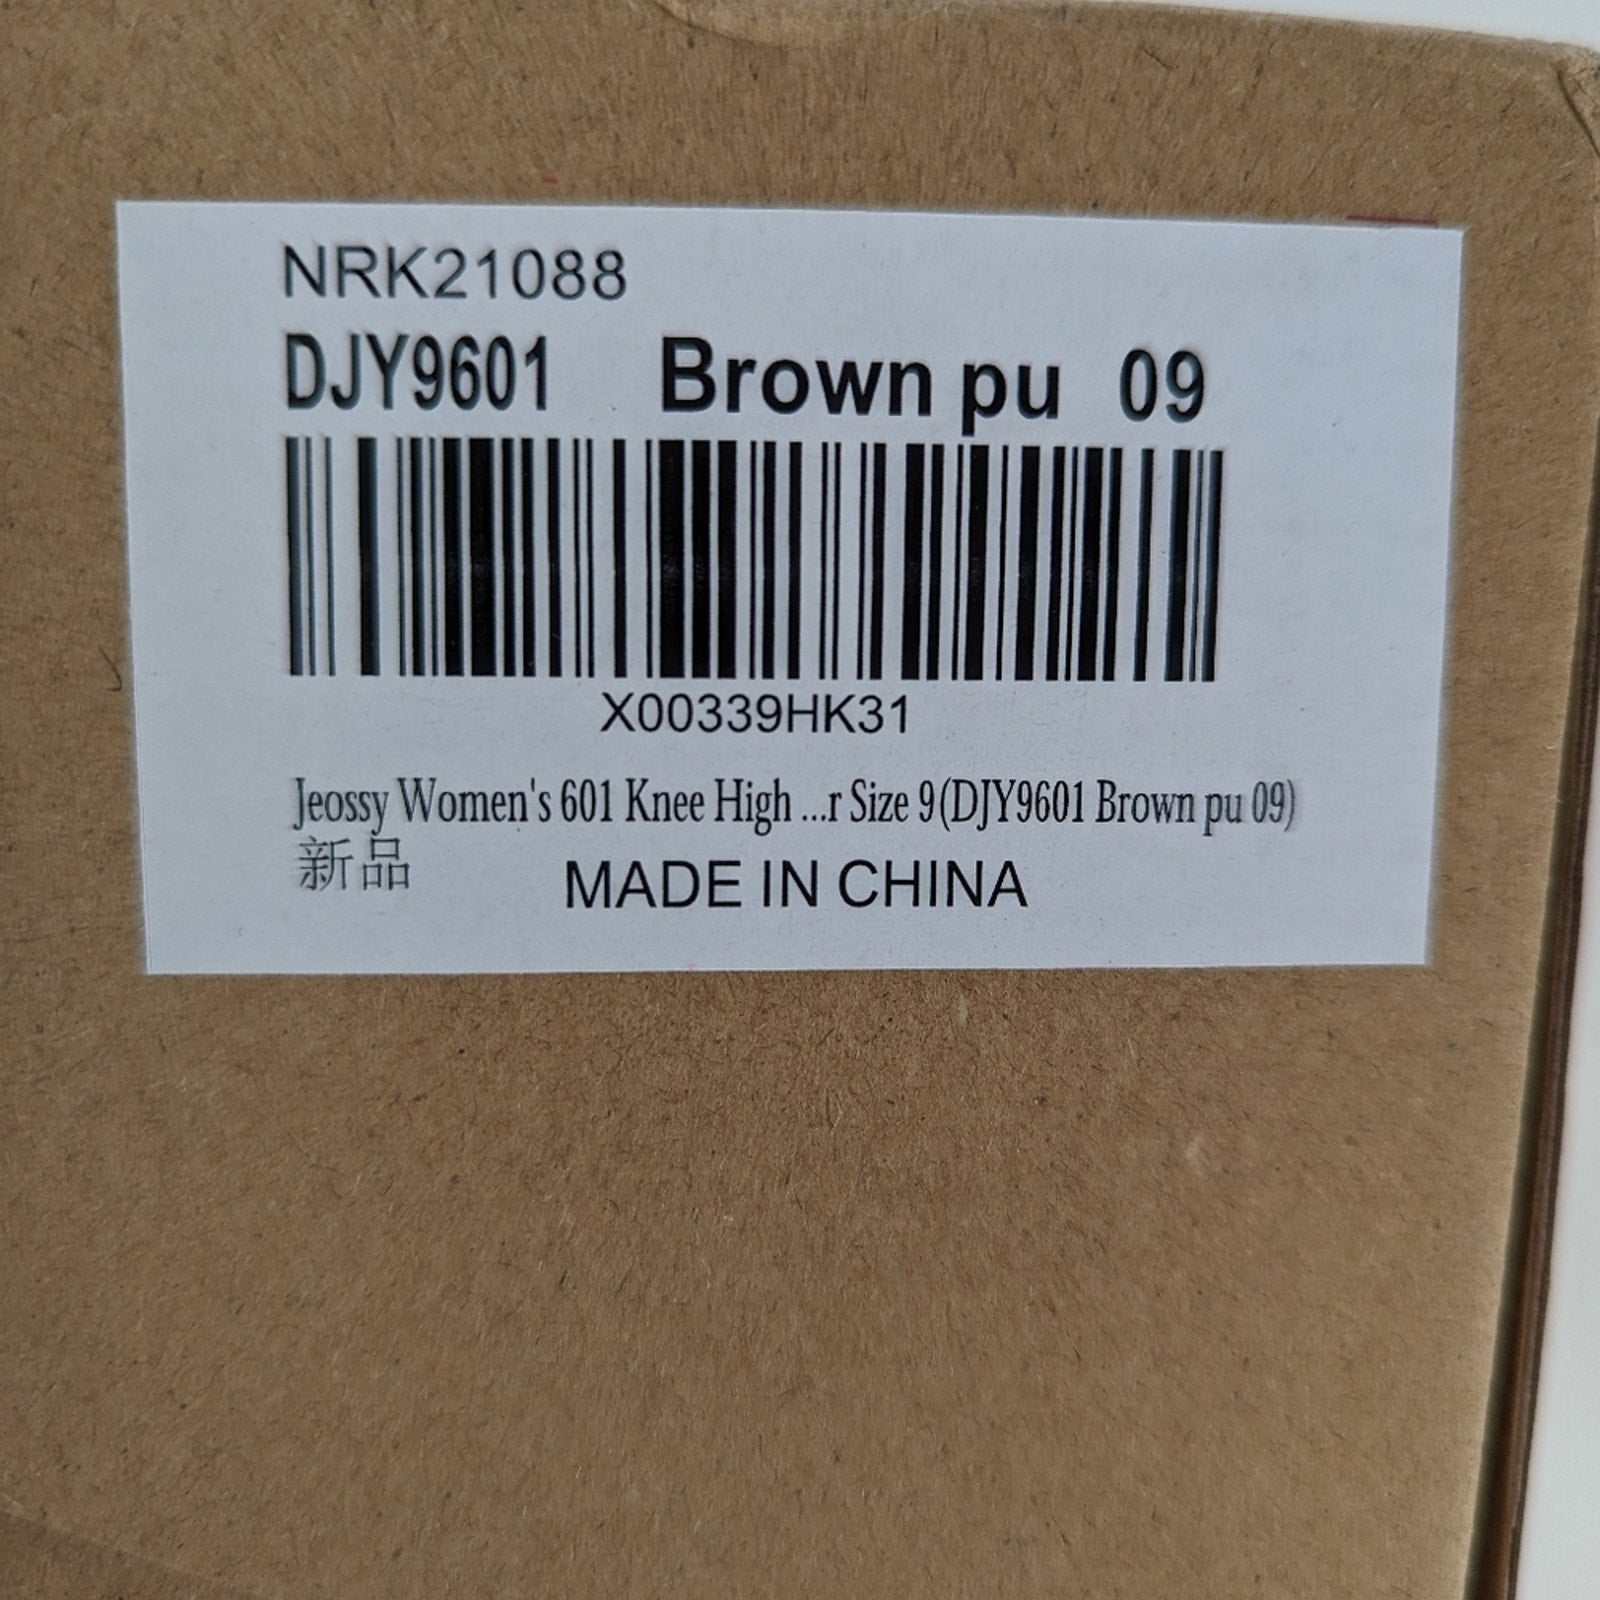 NRK21088
DJY9601 Brown pu 09
X00339HK31
Jeossy Women's 601 Knee High ...r Size 9(DJY9601 Brown pu 09)
新品
MADE IN CHINA